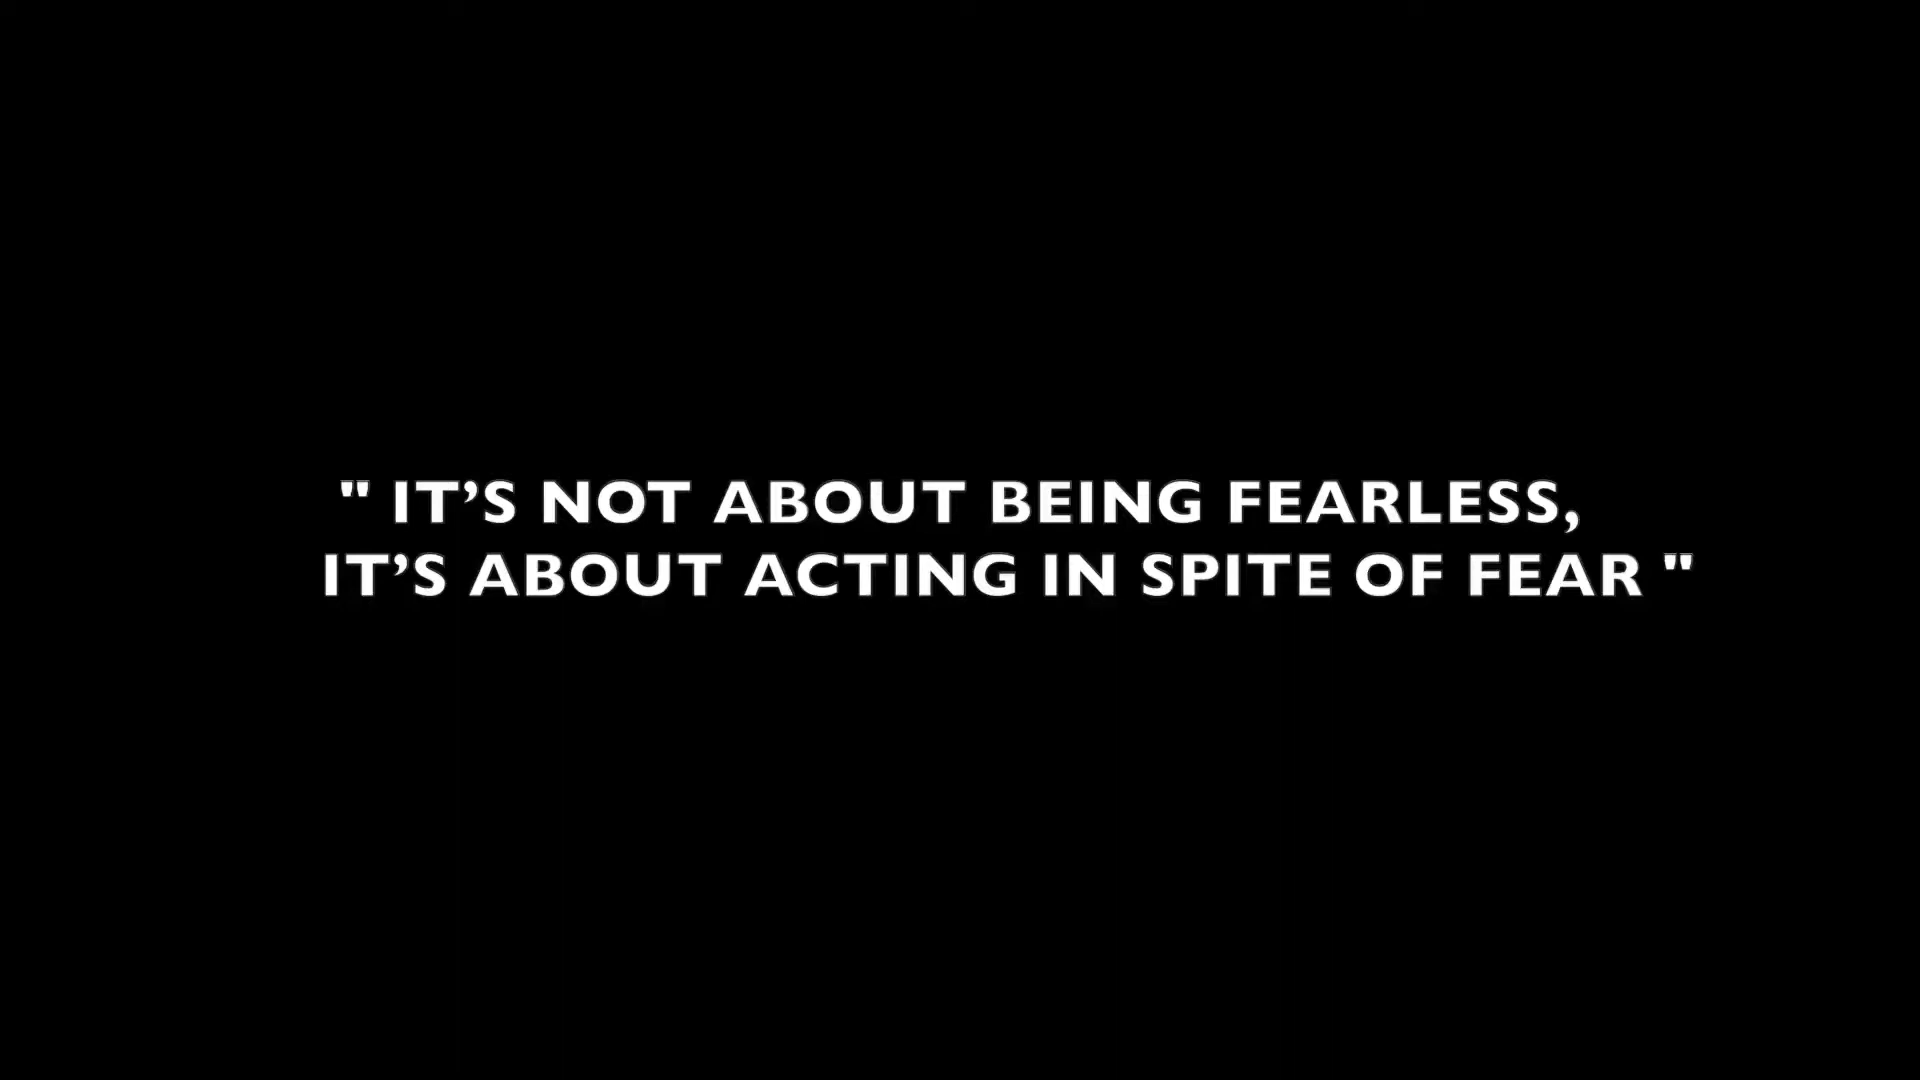 " IT’S NOT ABOUT BEING FEARLESS,
IT’S ABOUT ACTING IN SPITE OF FEAR "